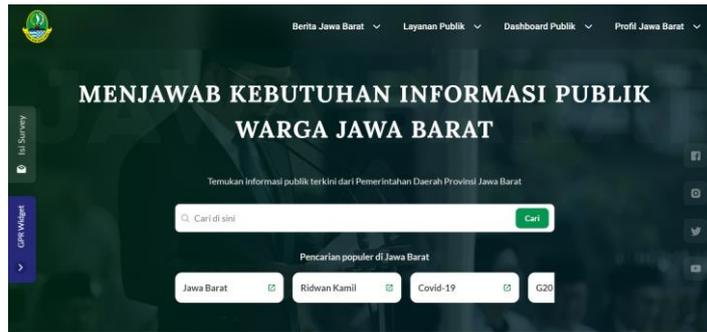 Berita Jawa Barat
Layanan Publik
Dashboard Publik
Profil Jawa Barat
MENJAWAB KEBUTUHAN INFORMASI PUBLIK
WARGA JAWA BARAT
Isi Survey
GPR Widget
Temukan informasi publik terkini dari Pemerintahan Daerah Provinsi Jawa Barat
Cari di sini
Cari
Pencarian populer di Jawa Barat
Jawa Barat
Ridwan Kamil
Covid-19
G20